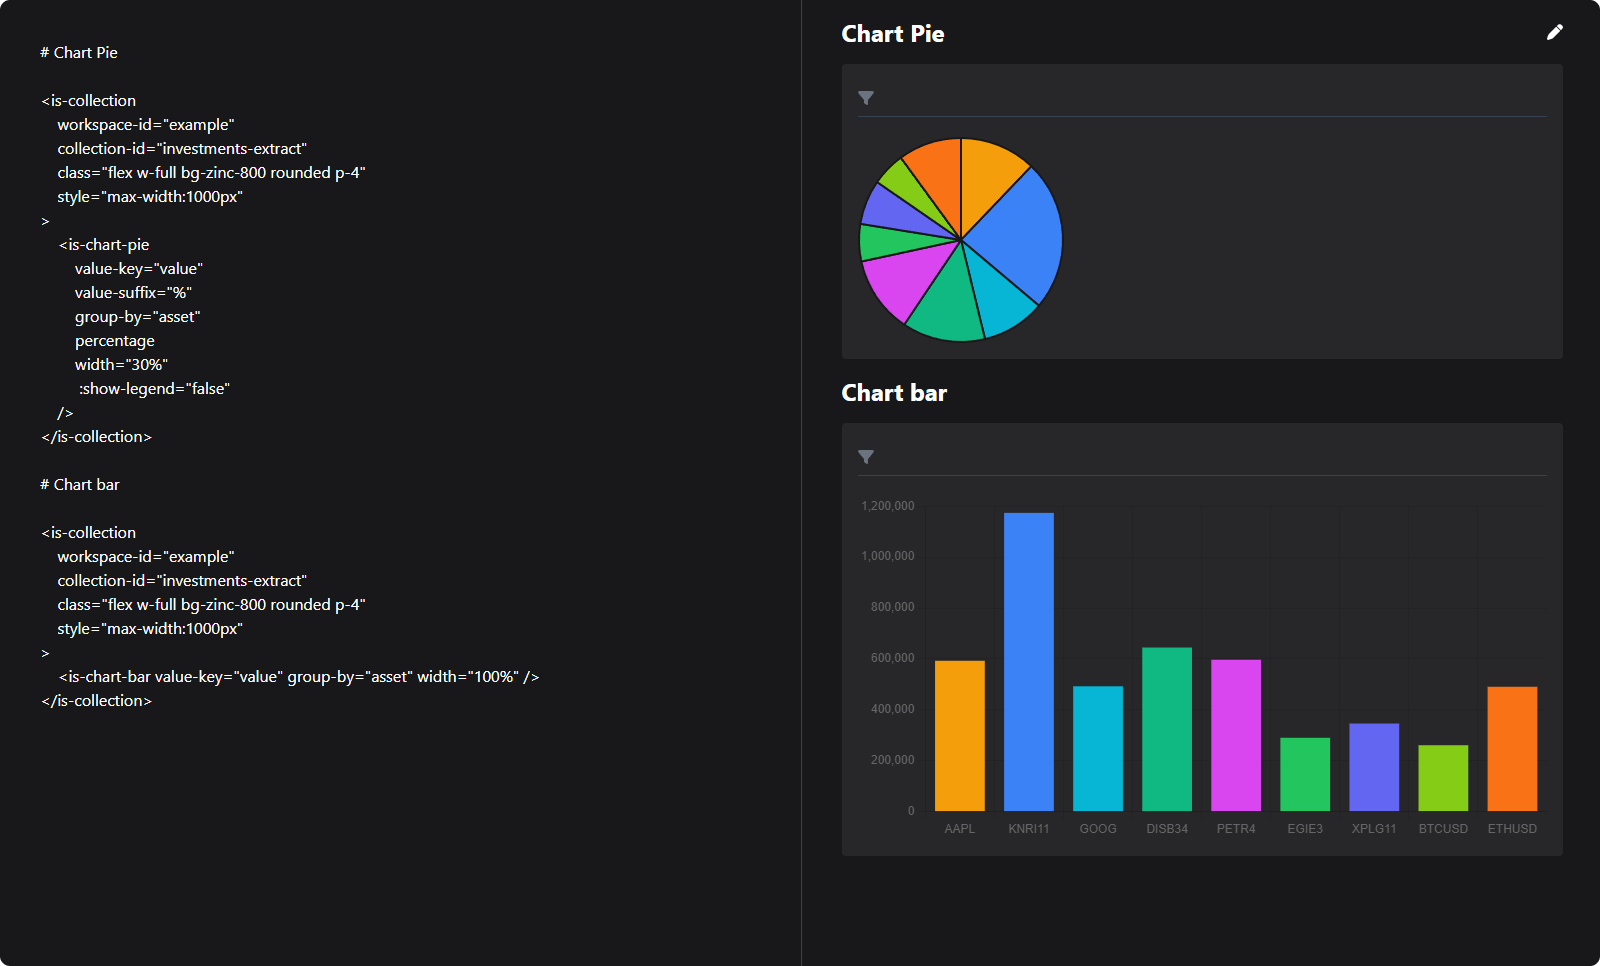 # Chart Pie
<is-collection
workspace-id="example"
collection-id="investments-extract"
class="flex w-full bg-zinc-800 rounded p-4"
style="max-width:1000px"
>
<is-chart-pie
value-key="value"
value-suffix="%"
group-by="asset"
percentage
width="30%"
:show-legend="false"
/>
</is-collection>
# Chart bar
<is-collection
workspace-id="example"
collection-id="investments-extract"
class="flex w-full bg-zinc-800 rounded p-4"
style="max-width:1000px"
>
<is-chart-bar value-key="value" group-by="asset" width="100%" />
</is-collection>
Chart Pie
Chart bar
1,200,000
1,000,000
800,000
600,000
400,000
200,000
0
AAPL KNRI11 GOOG DISB34 PETR4 EGIE3 XPLG11 BTCUSD ETHUSD